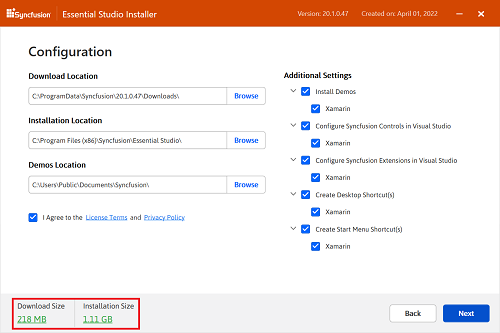 Syncfusion Essential Studio Installer Version: 20.1.0.47 Created on: April 01, 2022
Configuration
Download Location
C:\ProgramData\Syncfusion\20.1.0.47\Downloads\ Browse
Installation Location
C:\Program Files (x86)\Syncfusion\Essential Studio\ Browse
Demos Location
C:\Users\Public\Documents\Syncfusion\ Browse
I Agree to the License Terms and Privacy Policy
Additional Settings
Install Demos
Xamarin
Configure Syncfusion Controls in Visual Studio
Xamarin
Configure Syncfusion Extensions in Visual Studio
Xamarin
Create Desktop Shortcut(s)
Xamarin
Create Start Menu Shortcut(s)
Xamarin
Download Size Installation Size
218 MB 1.11 GB
Back Next